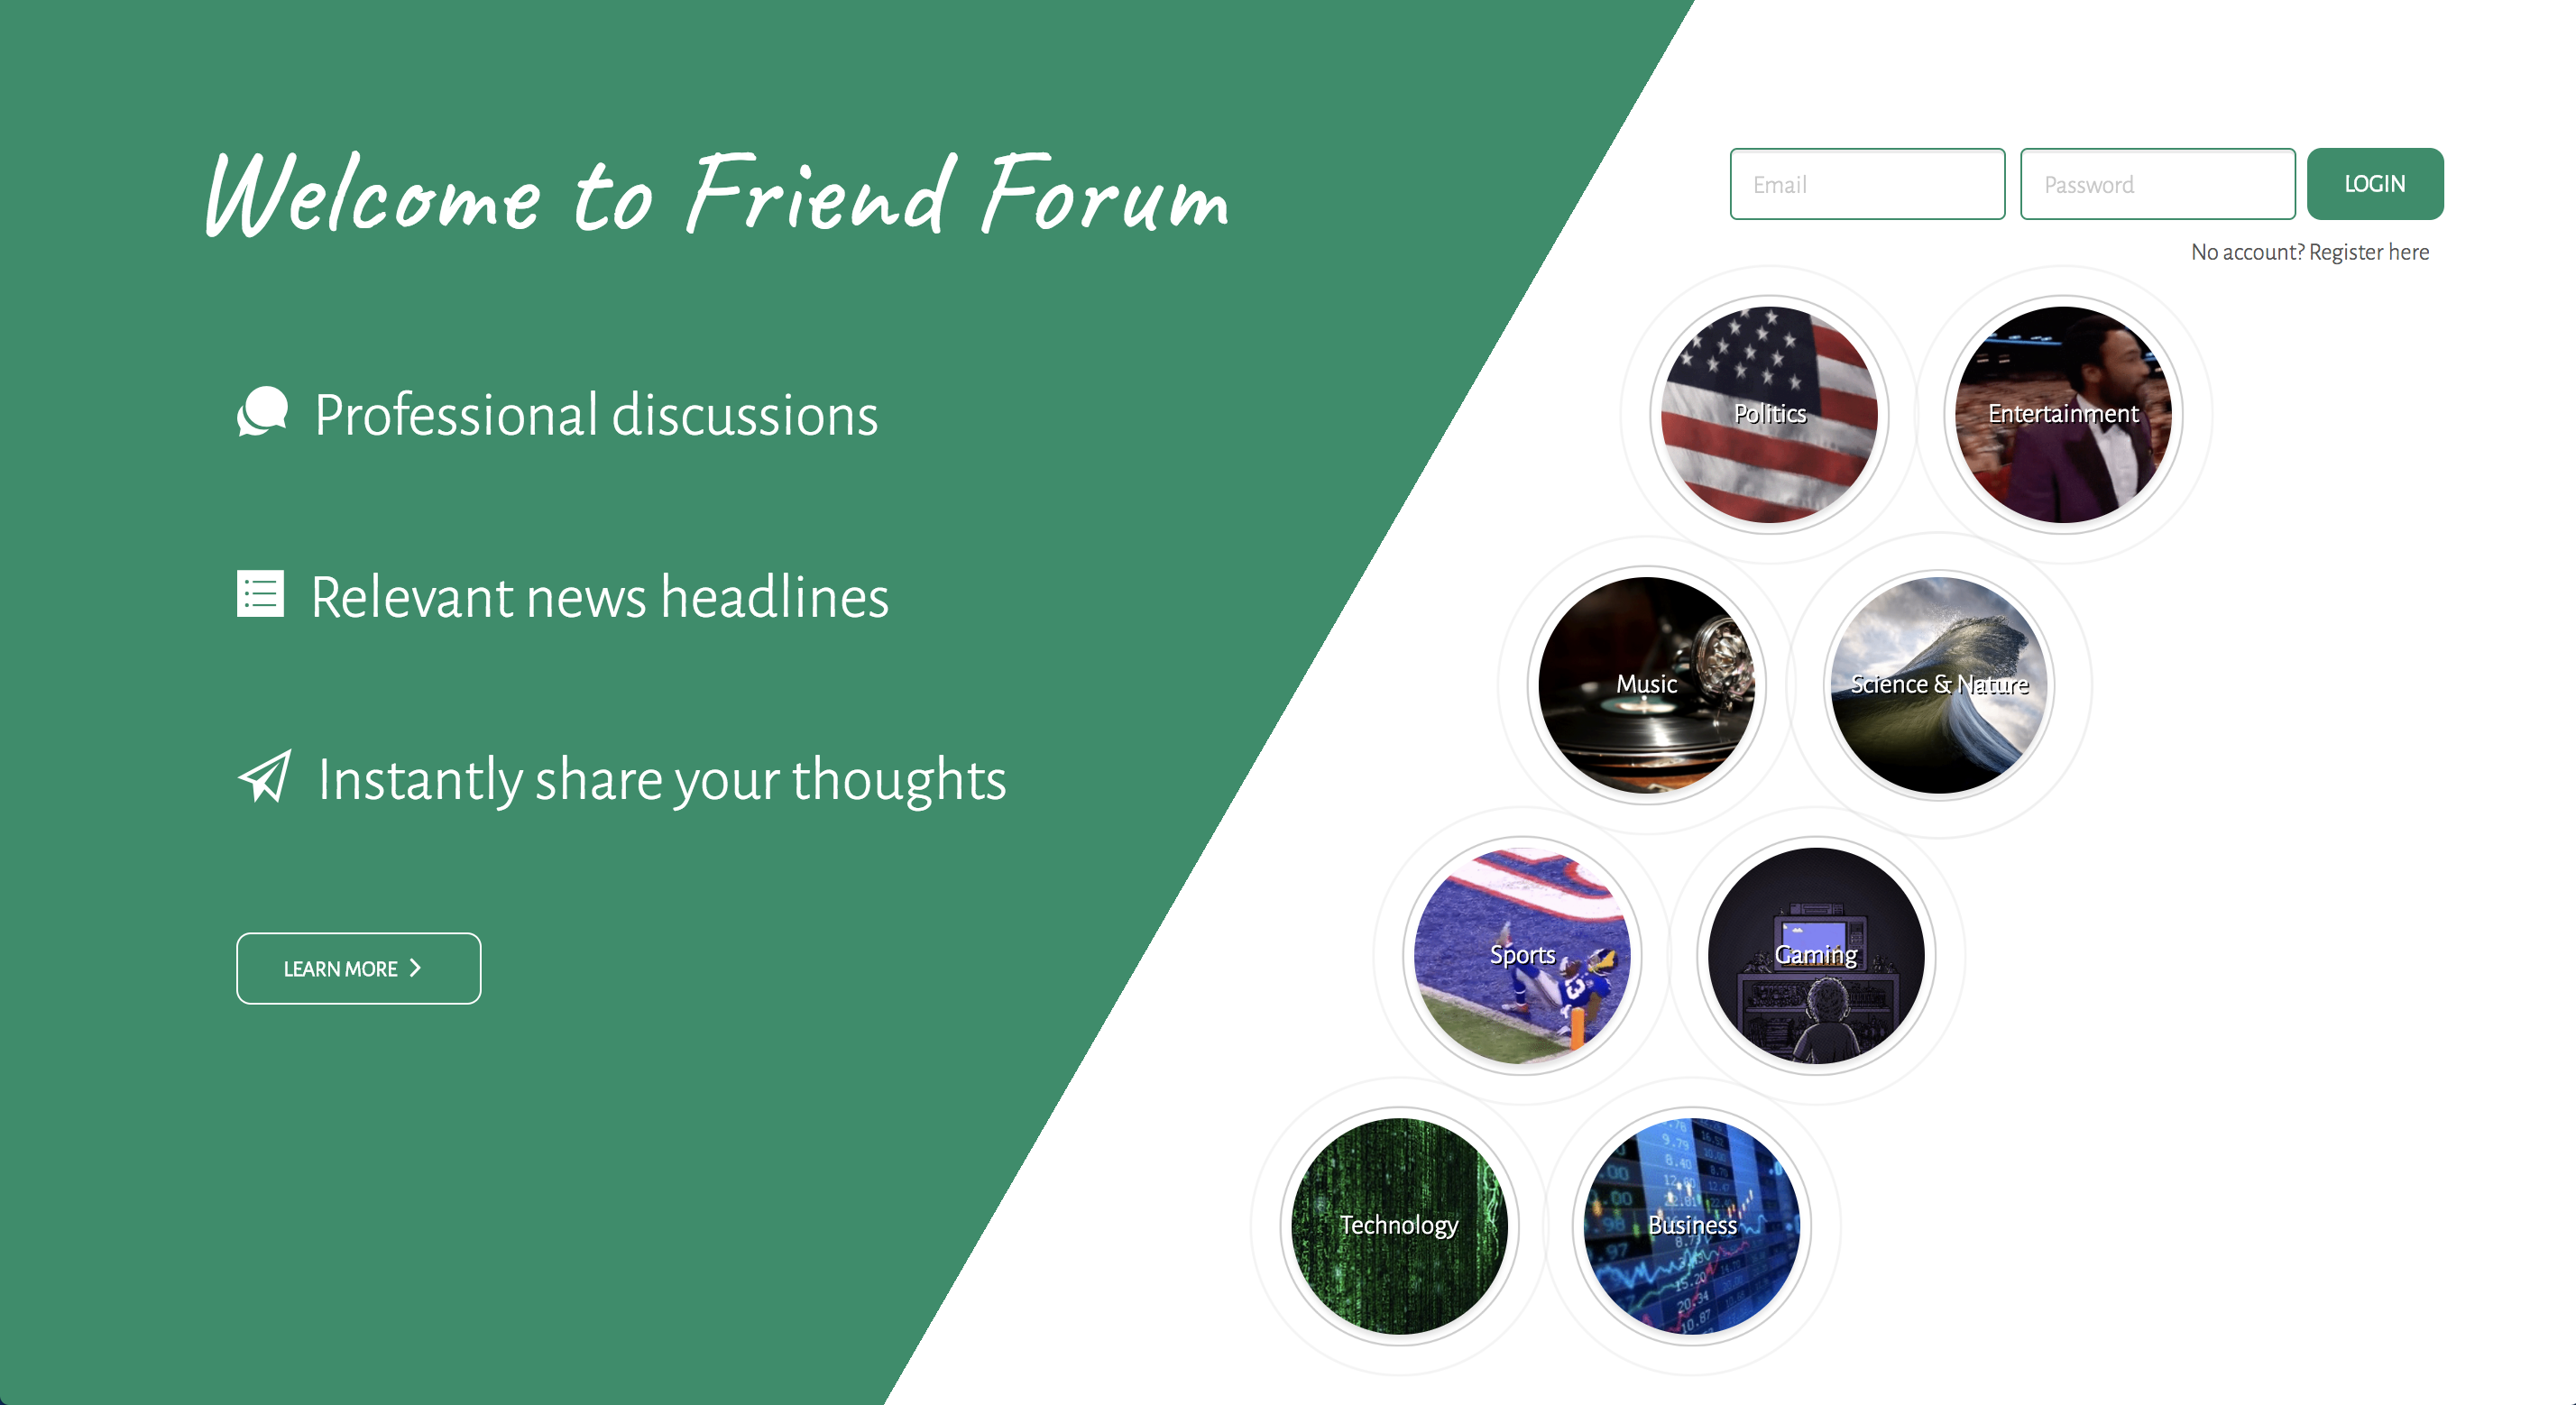 Welcome to Friend Forum
Professional discussions
Relevant news headlines
Instantly share your thoughts
LEARN MORE
Email
Password
LOGIN
No account? Register here
Politics
Entertainment
Music
Science & Nature
Sports
Gaming
Technology
Business